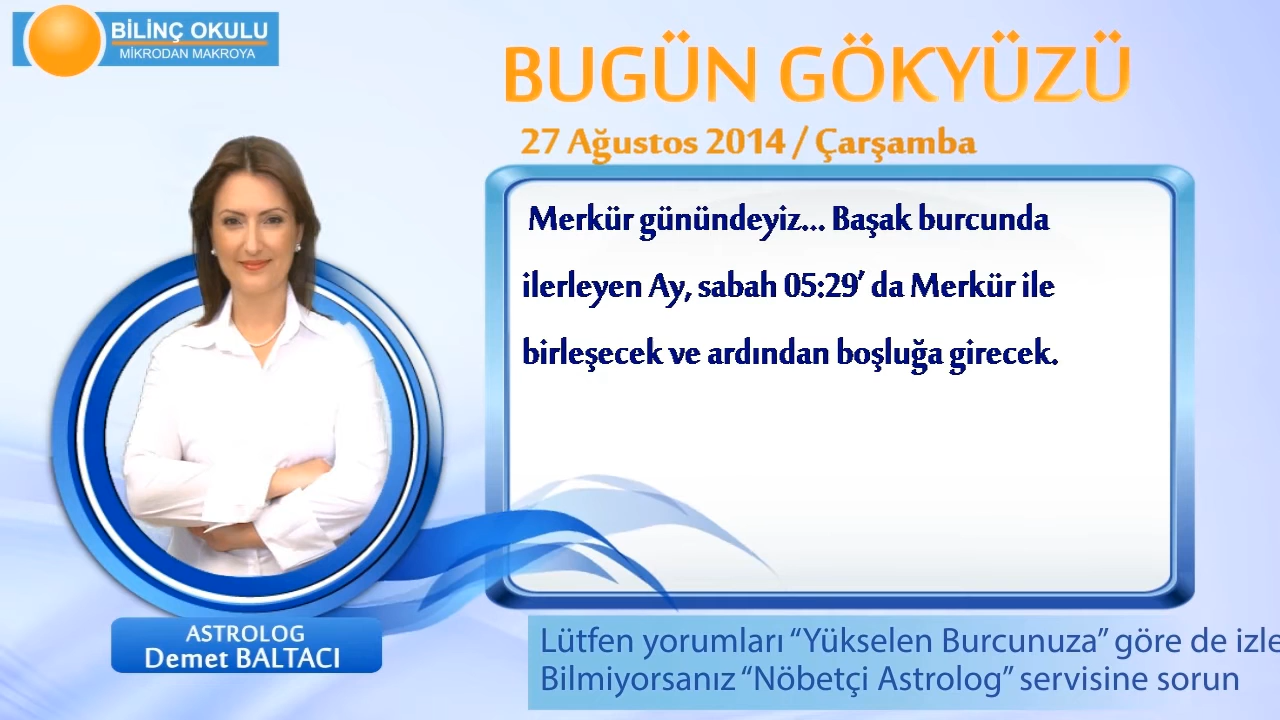 BİLİNÇ OKULU
MİKRODAN MAKROYA
BUGÜN GÖKYÜZÜ
27 Ağustos 2014 / Çarşamba
Merkür günündeyiz... Başak burcunda
ilerleyen Ay, sabah 05:29’ da Merkür ile
birleşecek ve ardından boşluğa girecek.
ASTROLOG
Demet BALTACI
Lütfen yorumları “Yükselen Burcunuza” göre de izle
Bilmiyorsanız “Nöbetçi Astrolog” servisine sorun